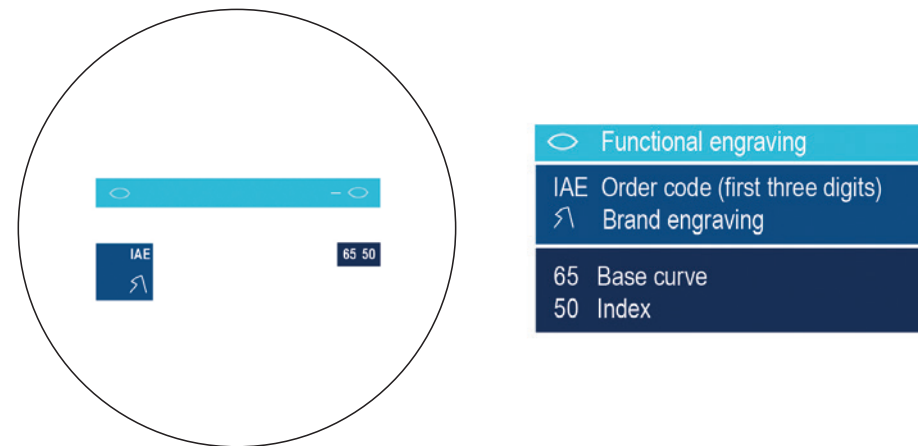 IAE
65 50
Functional engraving
IAE Order code (first three digits)
Brand engraving
65 Base curve
50 Index